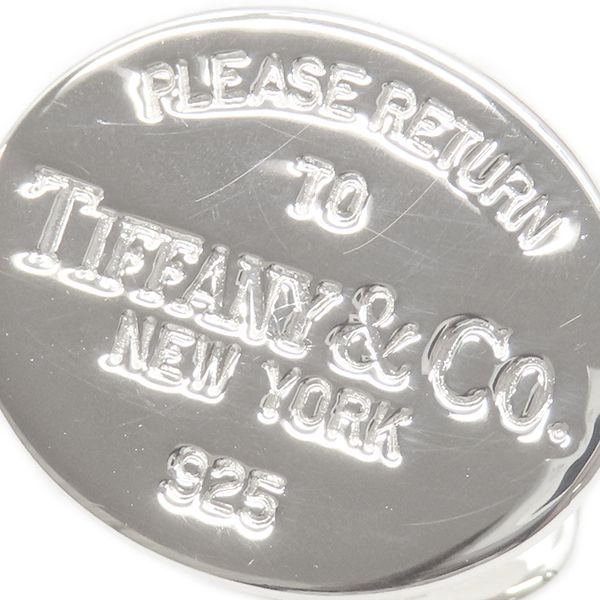 PLEASE RETURN
TO
TIFFANY & CO.
NEW YORK
925